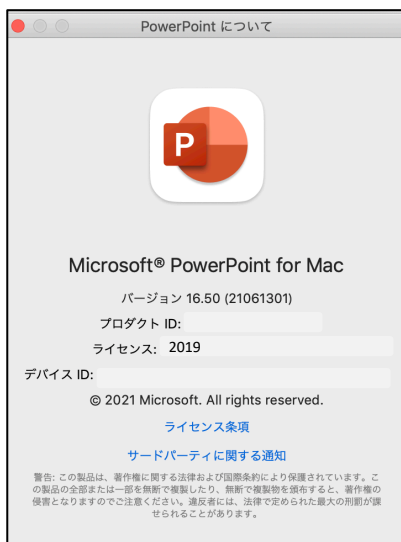 PowerPoint について
P
Microsoft® PowerPoint for Mac
バージョン 16.50 (21061301)
プロダクト ID:
ライセンス: 2019
デバイス ID:
© 2021 Microsoft. All rights reserved.
ライセンス条項
サードパーティに関する通知
警告: この製品は、著作権に関する法律および国際条約により保護されています。こ
の製品の全部または一部を無断で複製したり、無断で複製物を頒布すると、著作権の
侵害となりますのでご注意ください。違反者には、法律で定められた最大の刑罰が課
せられることがあります。